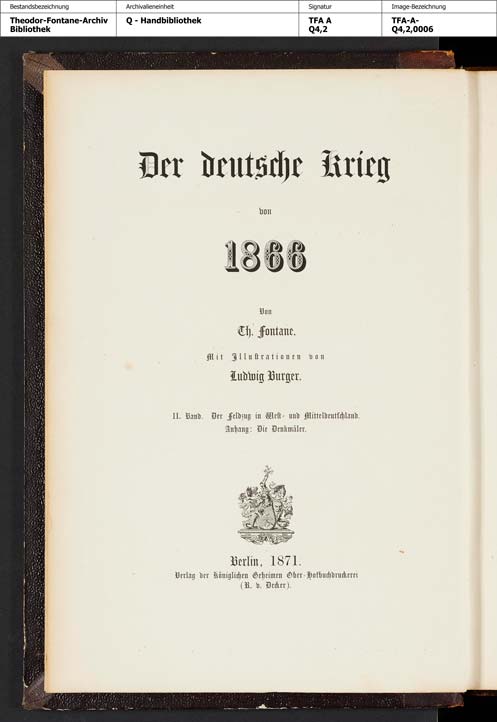 Bestandsbezeichnung
Theodor-Fontane-Archiv
Bibliothek
Archivalieneinheit
Q - Handbibliothek
Signatur
TFA A
Q4,2
Image-Bezeichnung
TFA-A-
Q4,2,0006
Der deutsche Krieg
von
1866
Von
Th. Fontane.
Mit Illustrationen von
Ludwig Burger.
II. Band. Der Feldzug in West- und Mitteldeutschland.
Anhang: Die Denkmäler.
Berlin, 1871.
Verlag der Königlichen Geheimen Ober-Hofbuchdruckerei
(R. v. Decker).